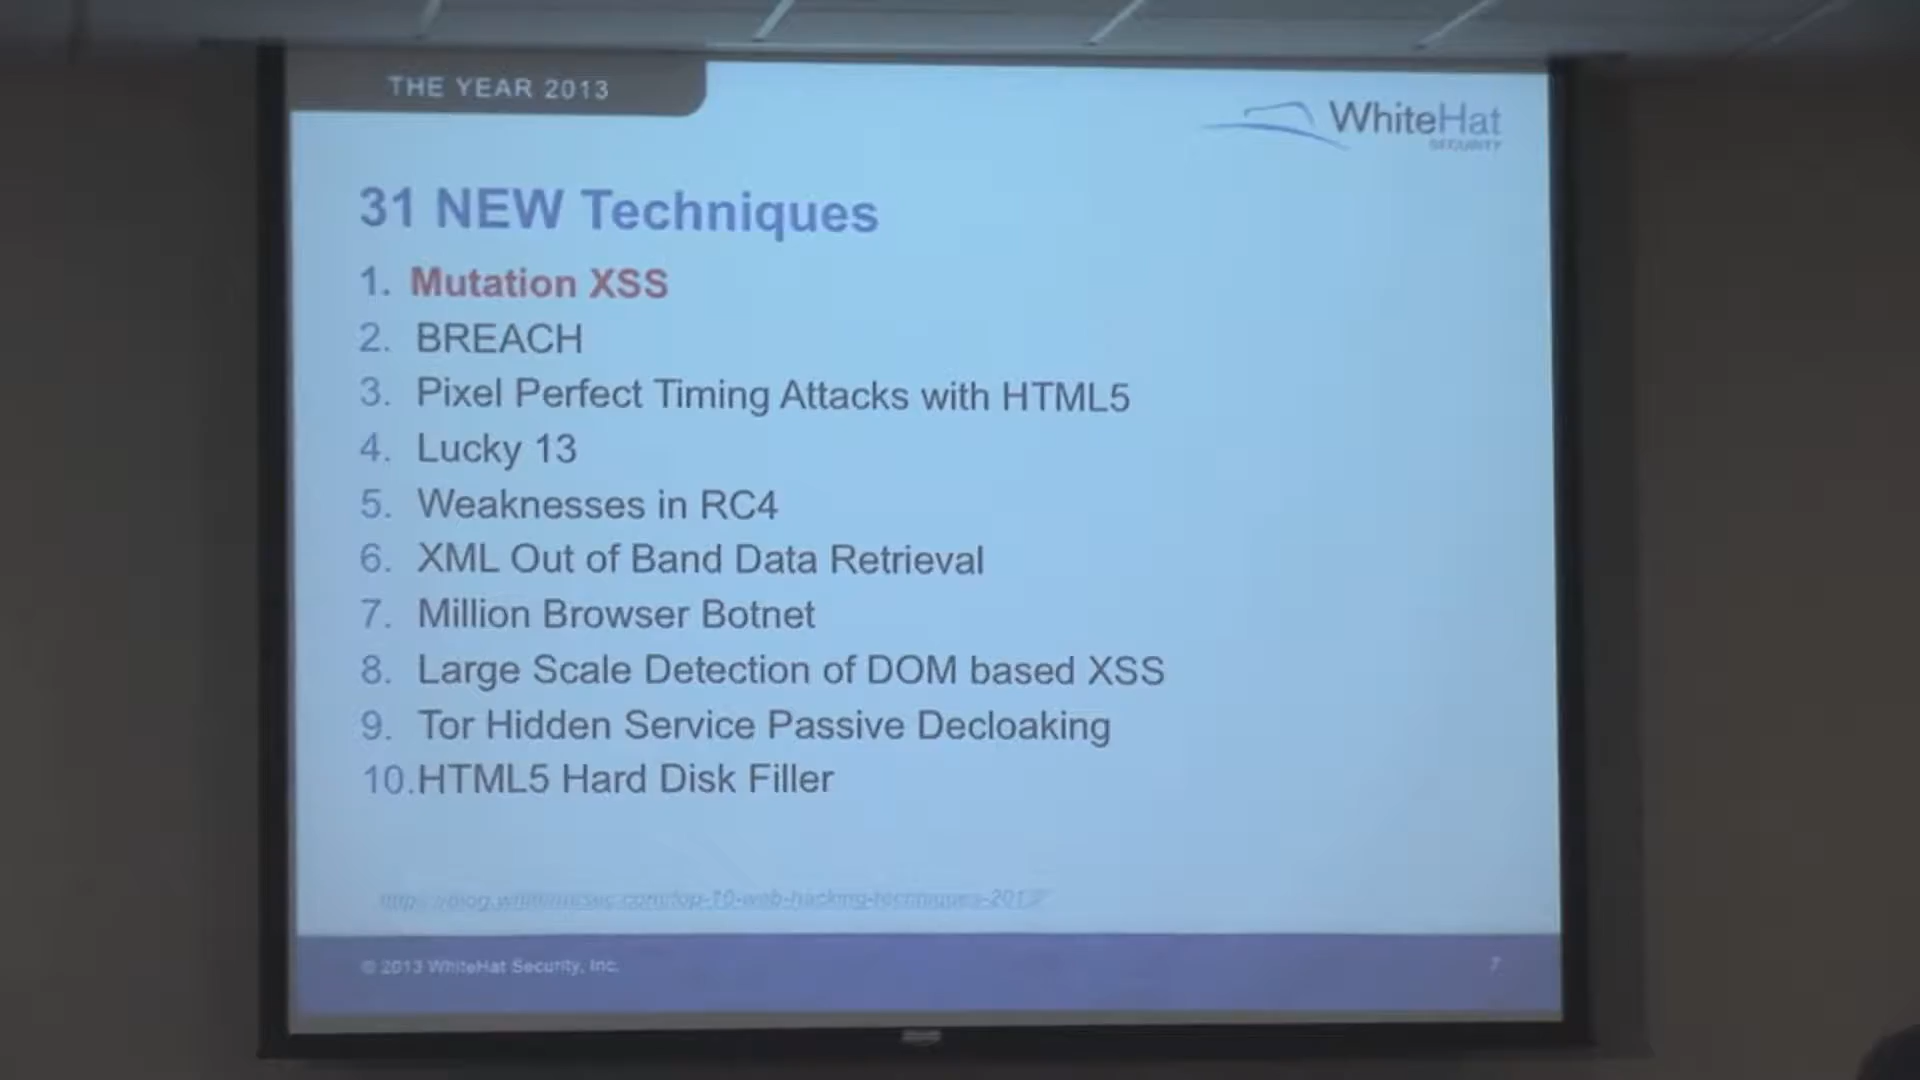 THE YEAR 2013
WhiteHat
SECURITY
31 NEW Techniques
1. Mutation XSS
2. BREACH
3. Pixel Perfect Timing Attacks with HTML5
4. Lucky 13
5. Weaknesses in RC4
6. XML Out of Band Data Retrieval
7. Million Browser Botnet
8. Large Scale Detection of DOM based XSS
9. Tor Hidden Service Passive Decloaking
10.HTML5 Hard Disk Filler
© 2013 WhiteHat Security, Inc.
7